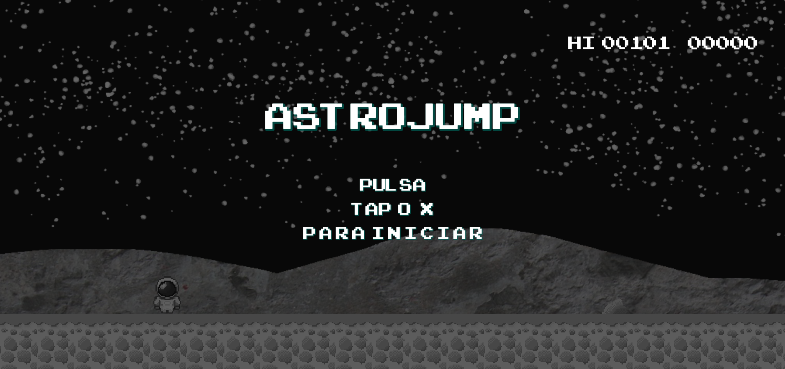 HI 00101 00000
ASTROJUMP
PULSA
TAP O X
PARA INICIAR